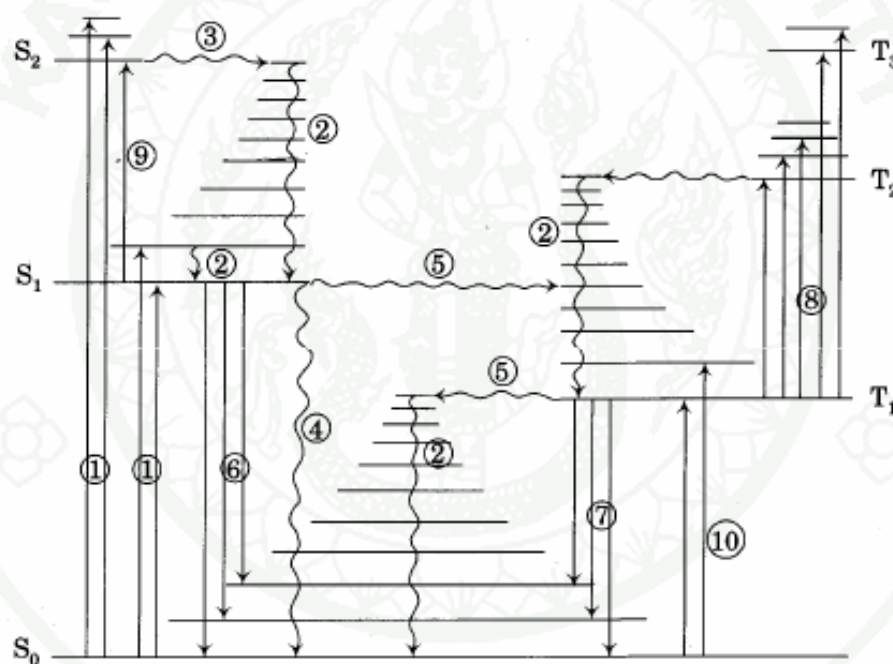 ③
S₂
T₃
②
⑨
T₂
②
②
⑤
S₁
⑧
⑤
T₁
④
②
①
①
⑥
⑦
⑩
S₀